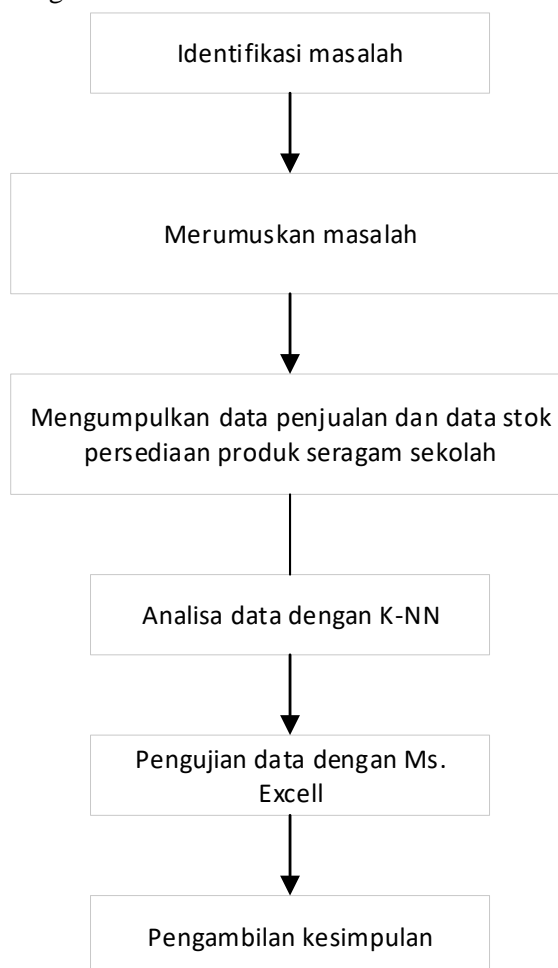 Identifikasi masalah
Merumuskan masalah
Mengumpulkan data penjualan dan data stok
persediaan produk seragam sekolah
Analisa data dengan K-NN
Pengujian data dengan Ms.
Excell
Pengambilan kesimpulan